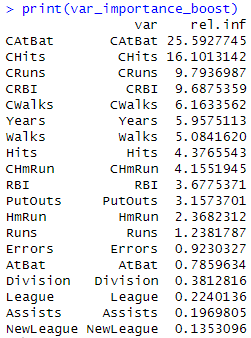 > print(var_importance_boost)
var rel.inf
CAtBat CAtBat 25.5927745
CHits CHits 16.1013142
CRuns CRuns 9.7936987
CRBI CRBI 9.6875359
CWalks CWalks 6.1633562
Years Years 5.9575113
Walks Walks 5.0841620
Hits Hits 4.3765543
CHmRun CHmRun 4.1551945
RBI RBI 3.6775371
PutOuts PutOuts 3.1573701
HmRun HmRun 2.3682312
Runs Runs 1.2381787
Errors Errors 0.9230327
AtBat AtBat 0.7859634
Division Division 0.3812816
League League 0.2240136
Assists Assists 0.1969805
NewLeague NewLeague 0.1353096